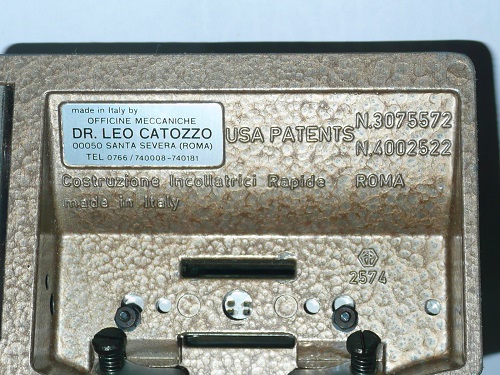 made in Italy by
OFFICINE MECCANICHE
DR. LEO CATOZZO
00050 SANTA SEVERA (ROMA)
TEL 0766/740008-740181
USA PATENTS N.3075572
N.4002522
Costruzione Incollatrici Rapide ROMA
made in Italy
2574